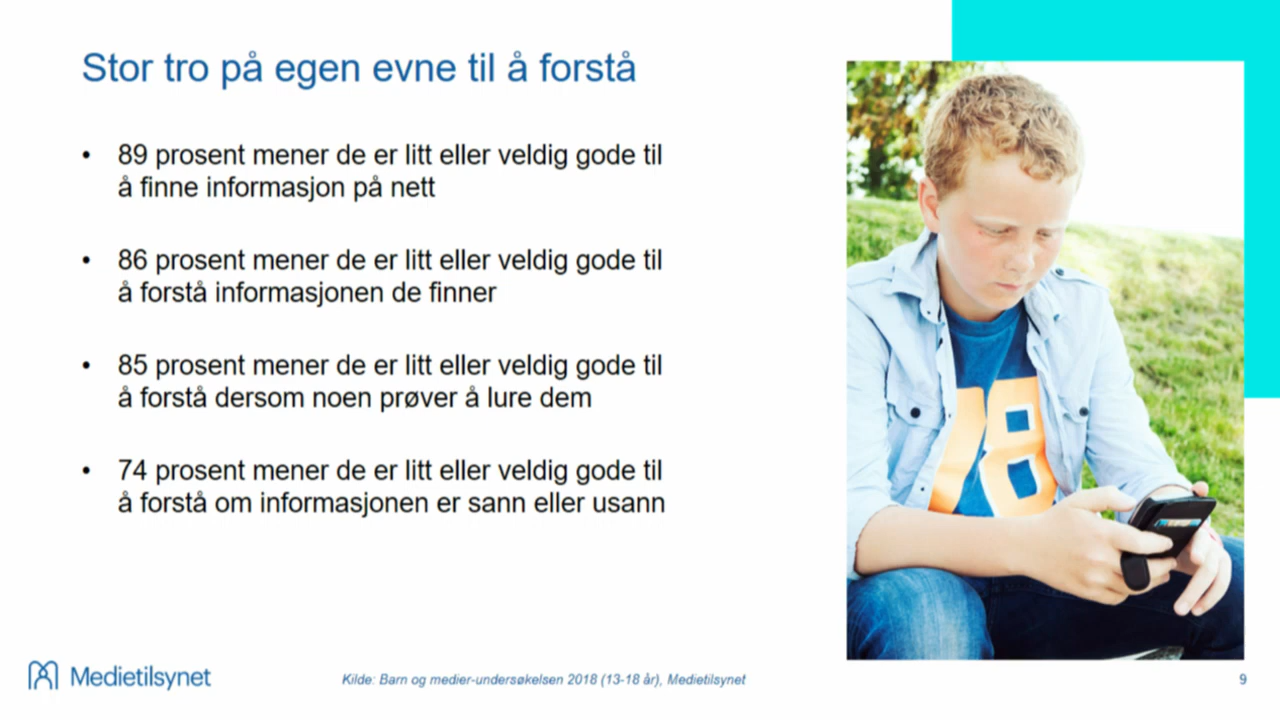 Stor tro på egen evne til å forstå
• 89 prosent mener de er litt eller veldig gode til
å finne informasjon på nett
• 86 prosent mener de er litt eller veldig gode til
å forstå informasjonen de finner
• 85 prosent mener de er litt eller veldig gode til
å forstå dersom noen prøver å lure dem
• 74 prosent mener de er litt eller veldig gode til
å forstå om informasjonen er sann eller usann
78
Medietilsynet
Kilde: Barn og medier-undersøkelsen 2018 (13-18 år), Medietilsynet
9